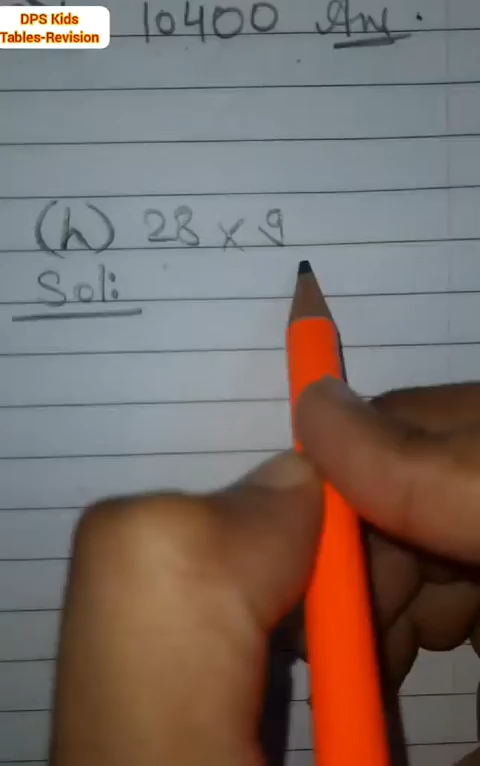 DPS Kids
Tables-Revision
10400 Ans.
(h) 28 x 9
Sol: